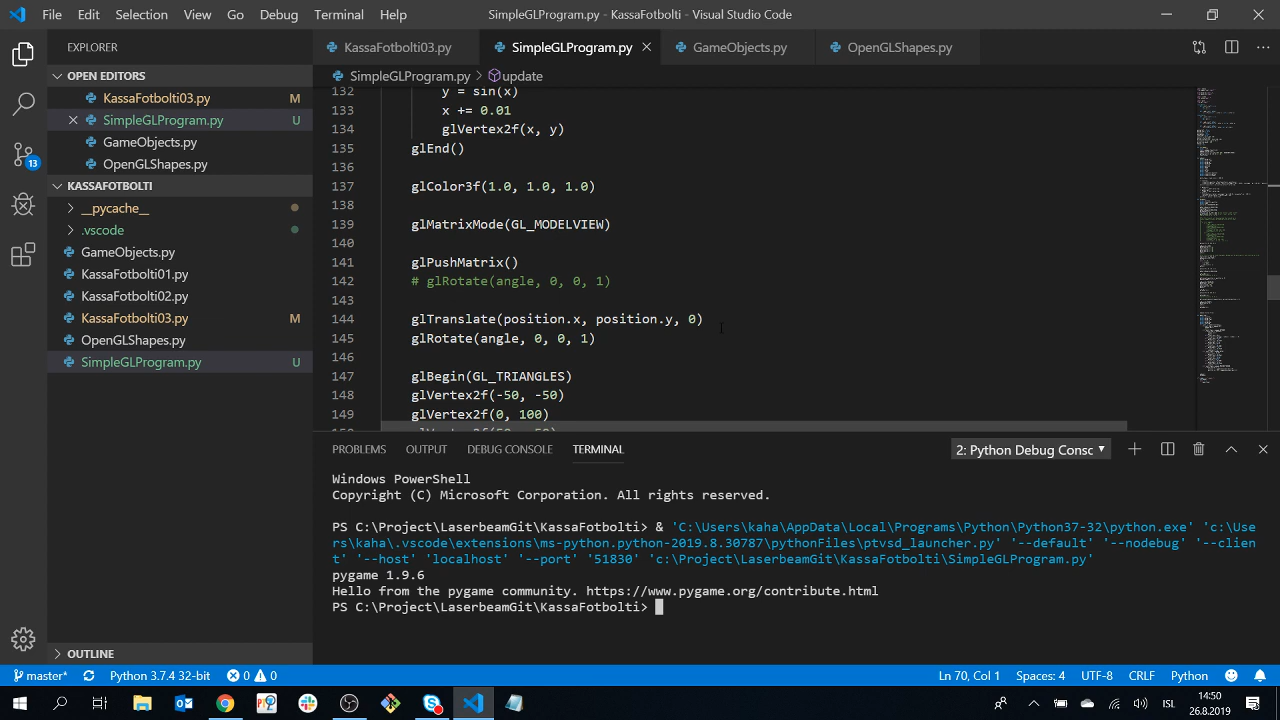 File Edit Selection View Go Debug Terminal Help SimpleGLProgram.py - KassaFotbolti - Visual Studio Code
EXPLORER
OPEN EDITORS
KassaFotbolti03.py M
SimpleGLProgram.py U
GameObjects.py
OpenGLShapes.py
KASSAFOTBOLTI
__pycache__
.vscode
GameObjects.py
KassaFotbolti01.py
KassaFotbolti02.py
KassaFotbolti03.py M
OpenGLShapes.py
SimpleGLProgram.py U
OUTLINE
13
KassaFotbolti03.py SimpleGLProgram.py GameObjects.py OpenGLShapes.py
SimpleGLProgram.py > update
132 y = sin(x)
133 x += 0.01
134 glVertex2f(x, y)
135 glEnd()
136
137 glColor3f(1.0, 1.0, 1.0)
138
139 glMatrixMode(GL_MODELVIEW)
140
141 glPushMatrix()
142 # glRotate(angle, 0, 0, 1)
143
144 glTranslate(position.x, position.y, 0)
145 glRotate(angle, 0, 0, 1)
146
147 glBegin(GL_TRIANGLES)
148 glVertex2f(-50, -50)
149 glVertex2f(0, 100)
PROBLEMS OUTPUT DEBUG CONSOLE TERMINAL 2: Python Debug Consc
Windows PowerShell
Copyright (C) Microsoft Corporation. All rights reserved.
PS C:\Project\LaserbeamGit\KassaFotbolti> & 'C:\Users\kaha\AppData\Local\Programs\Python\Python37-32\python.exe' 'c:\Use
rs\kaha\.vscode\extensions\ms-python.python-2019.8.30787\pythonFiles\ptvsd_launcher.py' '--default' '--nodebug' '--clien
t' '--host' 'localhost' '--port' '51830' 'c:\Project\LaserbeamGit\KassaFotbolti\SimpleGLProgram.py'
pygame 1.9.6
Hello from the pygame community. https://www.pygame.org/contribute.html
PS C:\Project\LaserbeamGit\KassaFotbolti>
master* Python 3.7.4 32-bit 0 0 Ln 70, Col 1 Spaces: 4 UTF-8 CRLF Python
ÍSL 14:50
26.8.2019